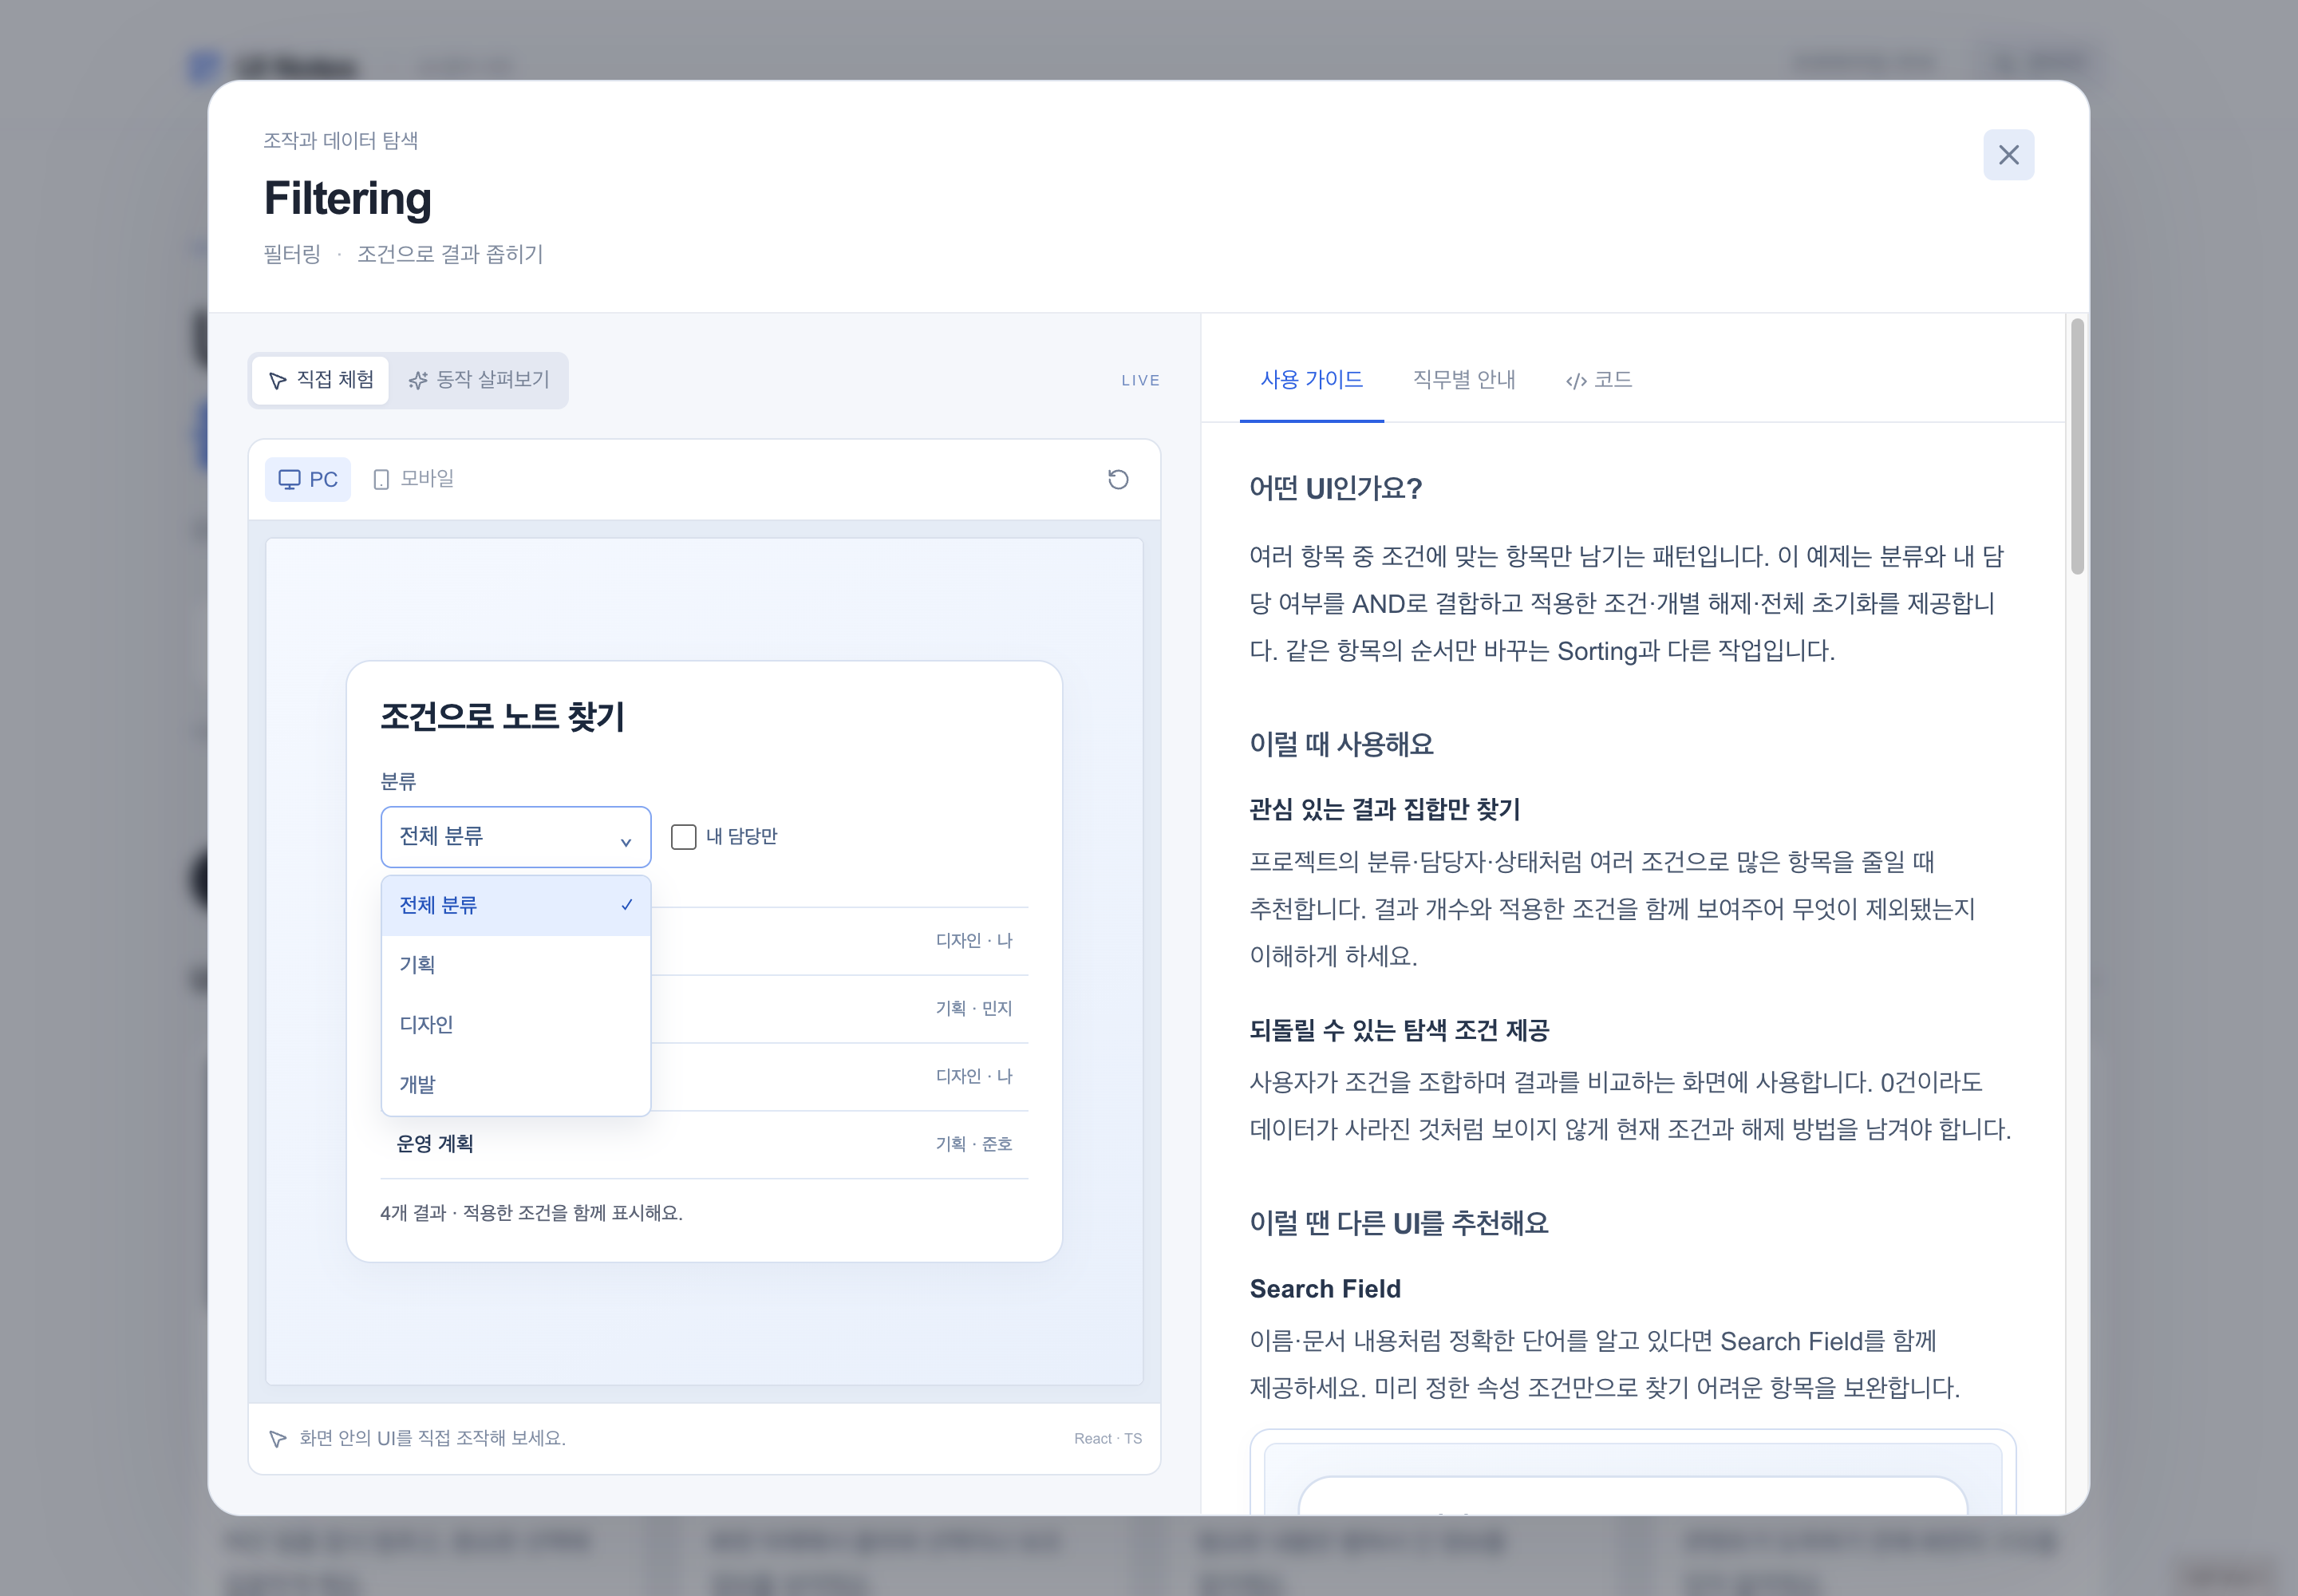 UI Notes
조작과 데이터 탐색
Filtering
필터링 · 조건으로 결과 좁히기
직접 체험
동작 살펴보기
LIVE
PC
모바일
조건으로 노트 찾기
분류
전체 분류
내 담당만
전체 분류
기획
디자인
개발
디자인 · 나
기획 · 민지
디자인 · 나
운영 계획
기획 · 준호
4개 결과 · 적용한 조건을 함께 표시해요.
화면 안의 UI를 직접 조작해 보세요.
React · TS
사용 가이드
직무별 안내
</> 코드
어떤 UI인가요?
여러 항목 중 조건에 맞는 항목만 남기는 패턴입니다. 이 예제는 분류와 내 담
당 여부를 AND로 결합하고 적용한 조건·개별 해제·전체 초기화를 제공합니
다. 같은 항목의 순서만 바꾸는 Sorting과 다른 작업입니다.
이럴 때 사용해요
관심 있는 결과 집합만 찾기
프로젝트의 분류·담당자·상태처럼 여러 조건으로 많은 항목을 줄일 때
추천합니다. 결과 개수와 적용한 조건을 함께 보여주어 무엇이 제외됐는지
이해하게 하세요.
되돌릴 수 있는 탐색 조건 제공
사용자가 조건을 조합하며 결과를 비교하는 화면에 사용합니다. 0건이라도
데이터가 사라진 것처럼 보이지 않게 현재 조건과 해제 방법을 남겨야 합니다.
이럴 땐 다른 UI를 추천해요
Search Field
이름·문서 내용처럼 정확한 단어를 알고 있다면 Search Field를 함께
제공하세요. 미리 정한 속성 조건만으로 찾기 어려운 항목을 보완합니다.